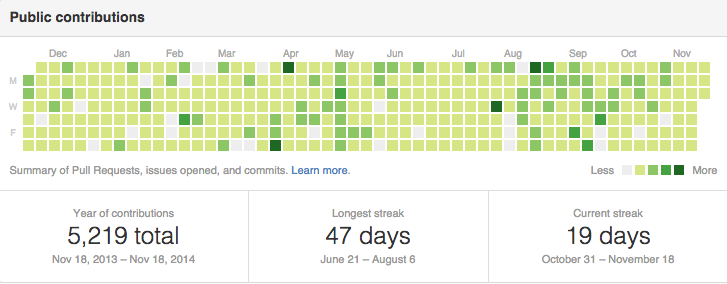 Public contributions
Dec Jan Feb Mar Apr May Jun Jul Aug Sep Oct Nov
M
W
F
Summary of Pull Requests, issues opened, and commits. Learn more.
Less More
Year of contributions
5,219 total
Nov 18, 2013 – Nov 18, 2014
Longest streak
47 days
June 21 – August 6
Current streak
19 days
October 31 – November 18